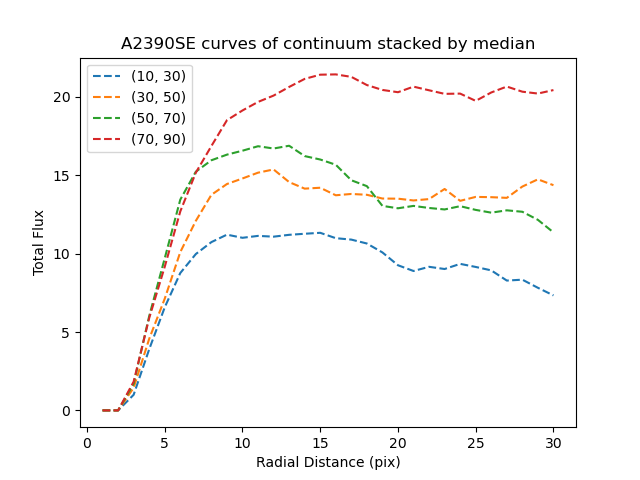 A2390SE curves of continuum stacked by median
(10, 30)
(30, 50)
(50, 70)
(70, 90)
Total Flux
20
15
10
5
0
0 5 10 15 20 25 30
Radial Distance (pix)